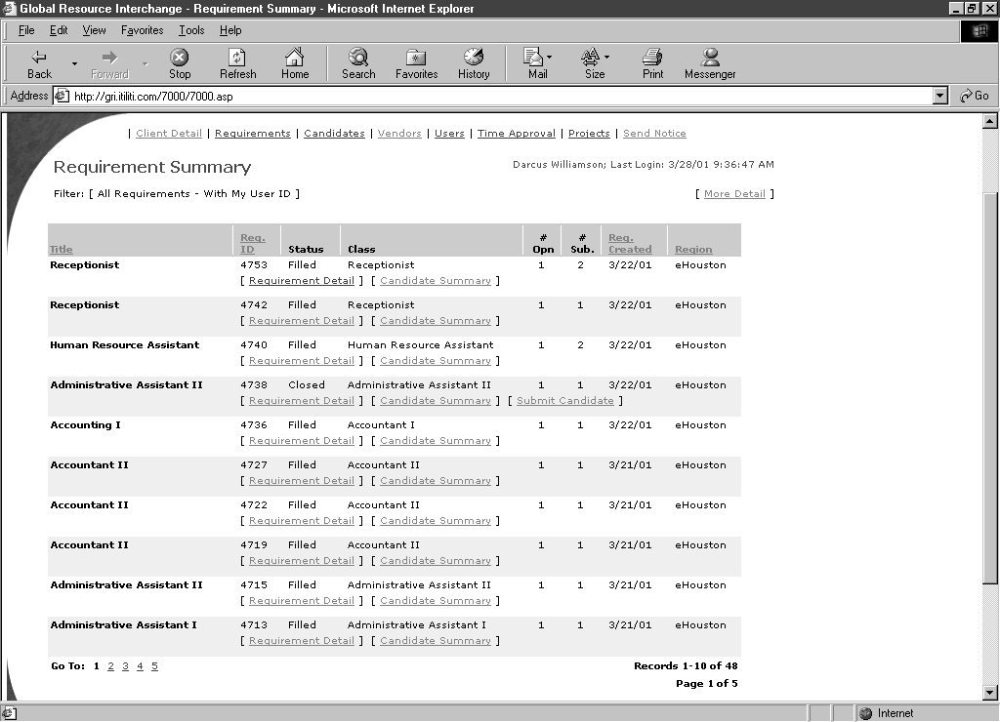 Global Resource Interchange - Requirement Summary - Microsoft Internet Explorer
File Edit View Favorites Tools Help
Back Forward Stop Refresh Home Search Favorites History Mail Size Print Messenger
Address http://gri.itiliti.com/7000/7000.asp Go
| Client Detail | Requirements | Candidates | Vendors | Users | Time Approval | Projects | Send Notice
Requirement Summary Darcus Williamson; Last Login: 3/28/01 9:36:47 AM
Filter: [ All Requirements - With My User ID ] [ More Detail ]
Title Req. ID Status Class # Opn # Sub. Req. Created Region
Receptionist 4753 Filled Receptionist 1 2 3/22/01 eHouston
[ Requirement Detail ] [ Candidate Summary ]
Receptionist 4742 Filled Receptionist 1 1 3/22/01 eHouston
[ Requirement Detail ] [ Candidate Summary ]
Human Resource Assistant 4740 Filled Human Resource Assistant 1 2 3/22/01 eHouston
[ Requirement Detail ] [ Candidate Summary ]
Administrative Assistant II 4738 Closed Administrative Assistant II 1 1 3/22/01 eHouston
[ Requirement Detail ] [ Candidate Summary ] [ Submit Candidate ]
Accounting I 4736 Filled Accountant I 1 1 3/22/01 eHouston
[ Requirement Detail ] [ Candidate Summary ]
Accountant II 4727 Filled Accountant II 1 1 3/21/01 eHouston
[ Requirement Detail ] [ Candidate Summary ]
Accountant II 4722 Filled Accountant II 1 1 3/21/01 eHouston
[ Requirement Detail ] [ Candidate Summary ]
Accountant II 4719 Filled Accountant II 1 1 3/21/01 eHouston
[ Requirement Detail ] [ Candidate Summary ]
Administrative Assistant II 4715 Filled Administrative Assistant II 1 1 3/21/01 eHouston
[ Requirement Detail ] [ Candidate Summary ]
Administrative Assistant I 4713 Filled Administrative Assistant I 1 1 3/21/01 eHouston
[ Requirement Detail ] [ Candidate Summary ]
Go To: 1 2 3 4 5 Records 1-10 of 48
Page 1 of 5
Internet